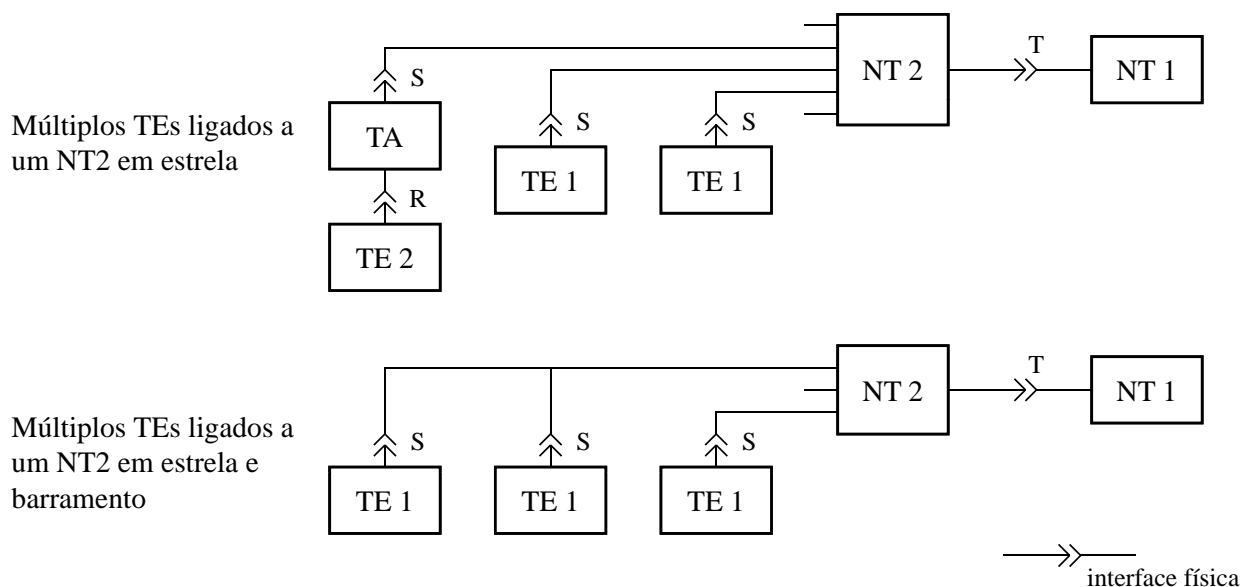 NT 2
T
NT 1
S
S
S
Múltiplos TEs ligados a
um NT2 em estrela
TA
TE 1
TE 1
R
TE 2
NT 2
T
NT 1
Múltiplos TEs ligados a
um NT2 em estrela e
barramento
S
S
S
TE 1
TE 1
TE 1
interface física